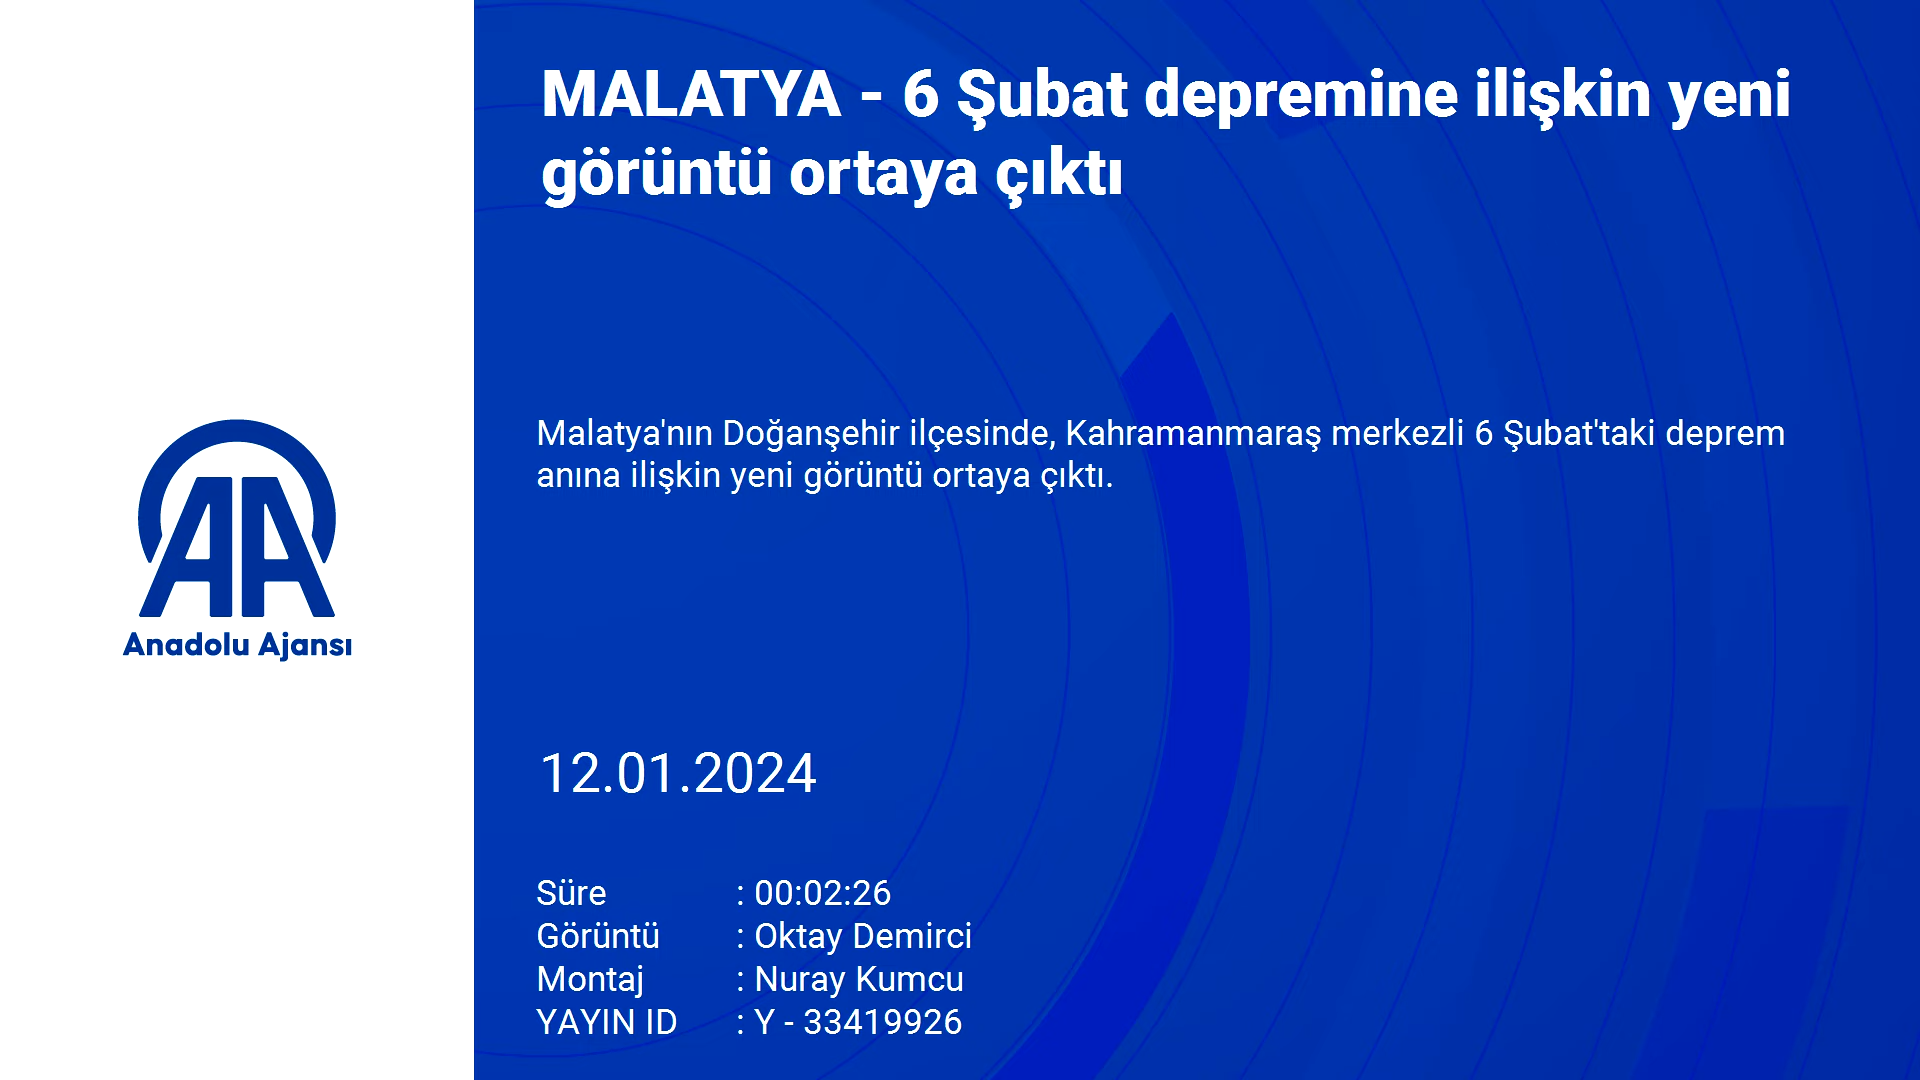 MALATYA - 6 Şubat depremine ilişkin yeni
görüntü ortaya çıktı
Malatya'nın Doğanşehir ilçesinde, Kahramanmaraş merkezli 6 Şubat'taki deprem
anına ilişkin yeni görüntü ortaya çıktı.
AA
Anadolu Ajansı
12.01.2024
Süre : 00:02:26
Görüntü : Oktay Demirci
Montaj : Nuray Kumcu
YAYIN ID : Y - 33419926